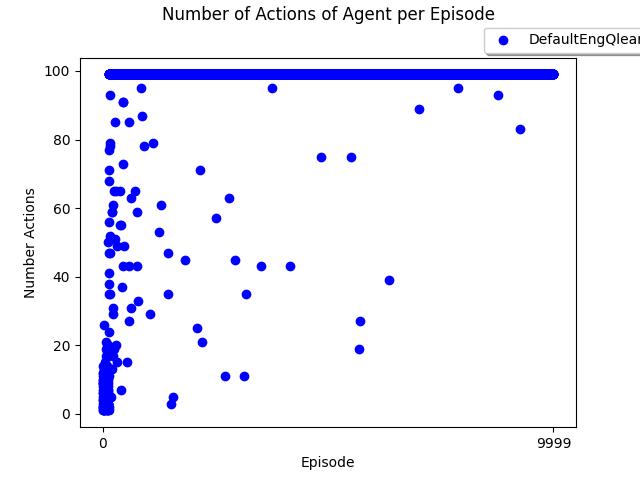 Number of Actions of Agent per Episode
DefaultEngQlear
100
80
60
40
20
0
Number Actions
0
9999
Episode